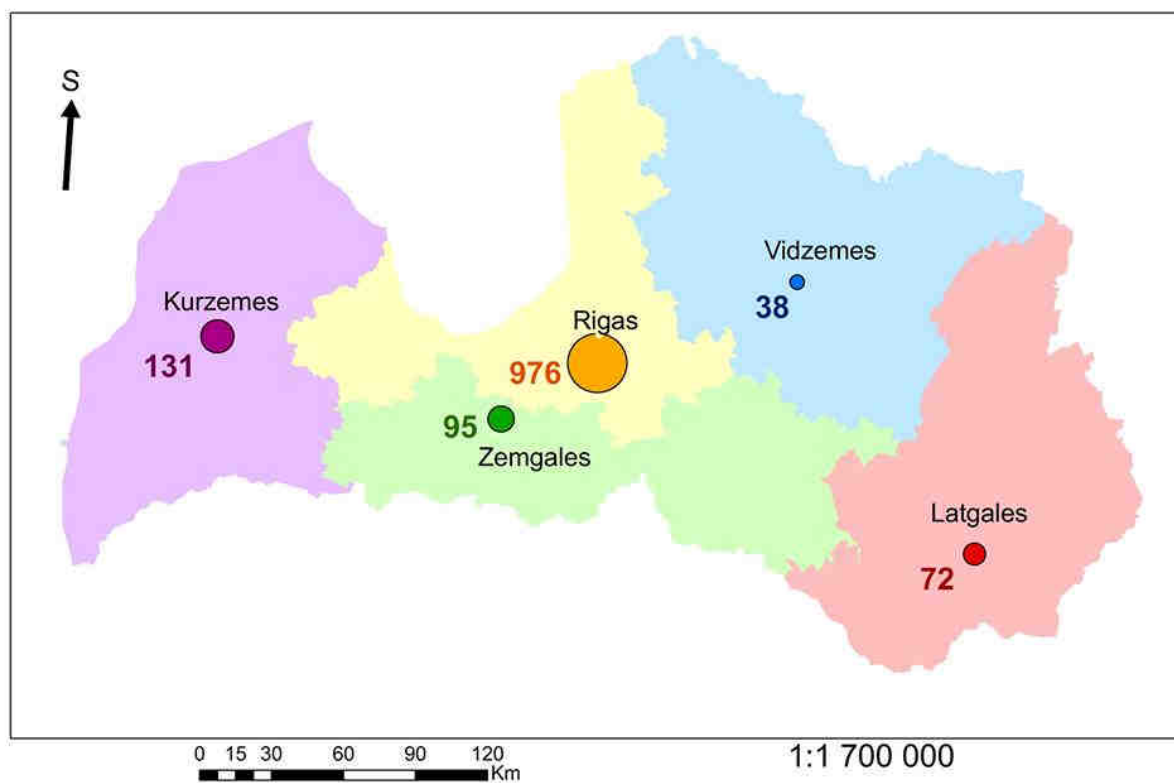 S
Vidzemes
38
Kurzemes
131
Rigas
976
95
Zemgales
Latgales
72
0 15 30 60 90 120
Km
1:1 700 000